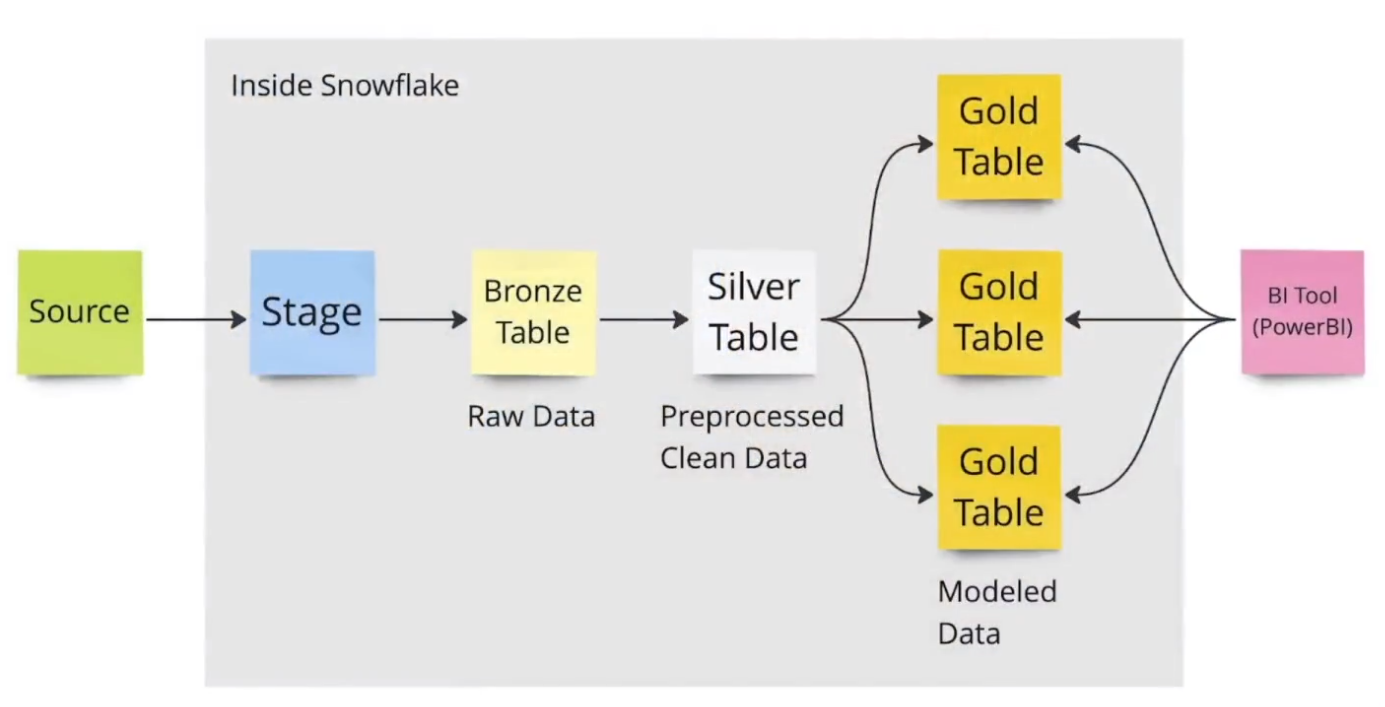 Inside Snowflake
Source
Stage
Bronze
Table
Raw Data
Silver
Table
Preprocessed
Clean Data
Gold
Table
Gold
Table
Gold
Table
Modeled
Data
BI Tool
(PowerBI)